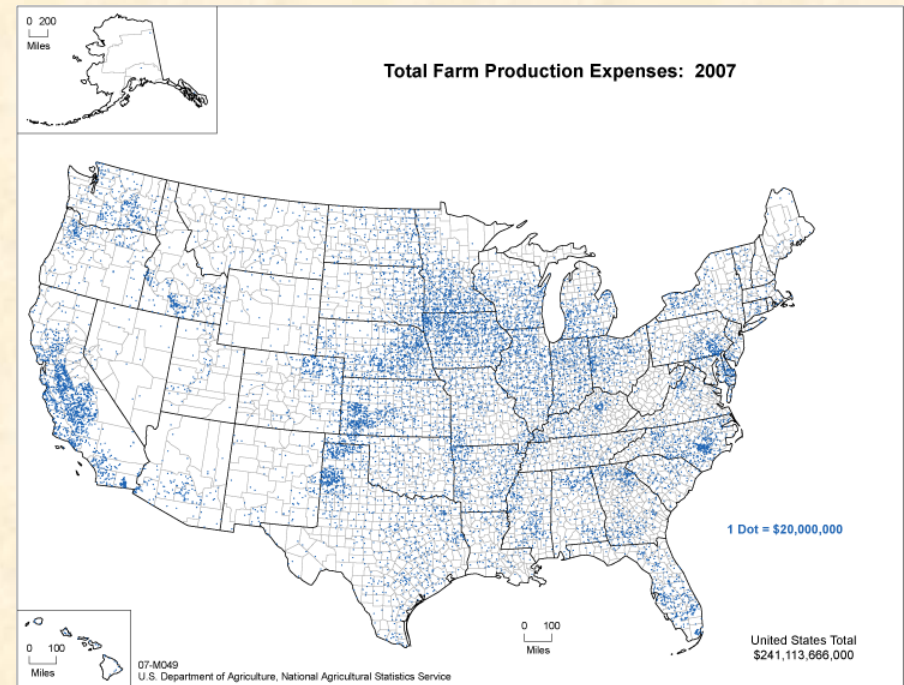 0 200
Miles
Total Farm Production Expenses: 2007
1 Dot = $20,000,000
0 100
Miles
United States Total
$241,113,666,000
0 100
Miles
07-M049
U.S. Department of Agriculture, National Agricultural Statistics Service